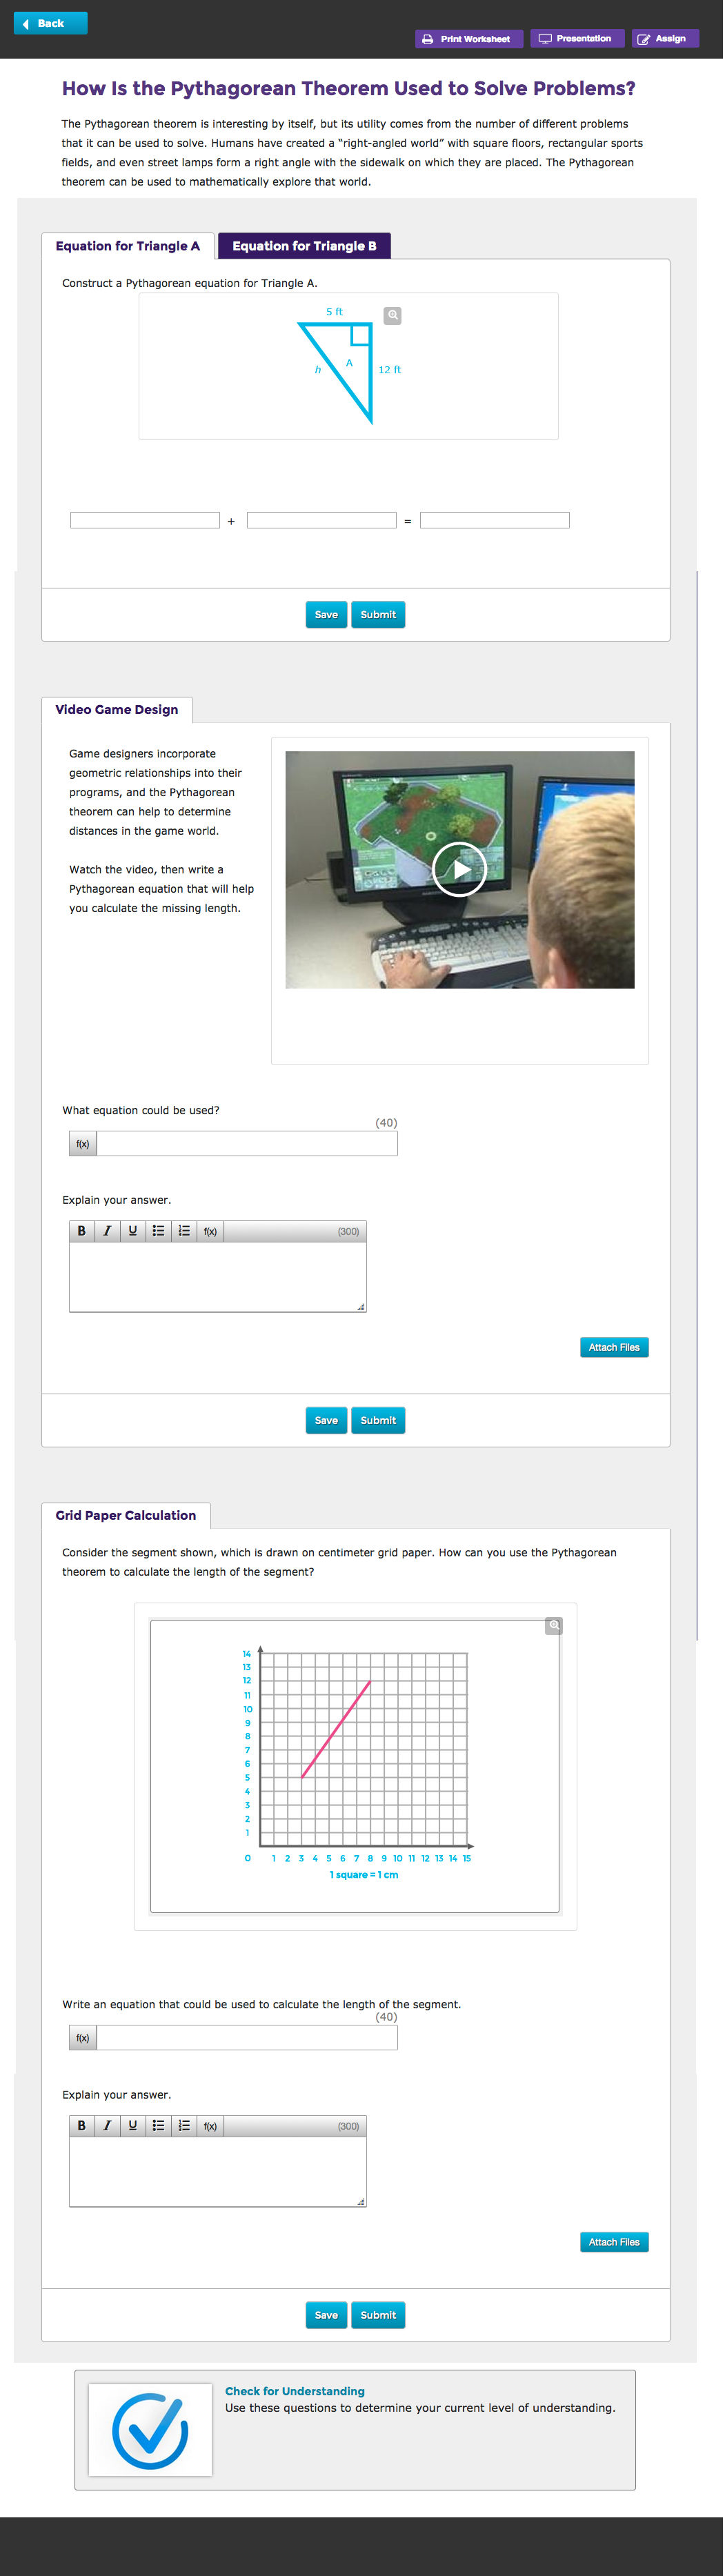 Back
Print Worksheet
Presentation
Assign
How Is the Pythagorean Theorem Used to Solve Problems?
The Pythagorean theorem is interesting by itself, but its utility comes from the number of different problems
that it can be used to solve. Humans have created a “right-angled world” with square floors, rectangular sports
fields, and even street lamps form a right angle with the sidewalk on which they are placed. The Pythagorean
theorem can be used to mathematically explore that world.
Equation for Triangle A
Equation for Triangle B
Construct a Pythagorean equation for Triangle A.
5 ft
A
h
12 ft
+ =
Save Submit
Video Game Design
Game designers incorporate
geometric relationships into their
programs, and the Pythagorean
theorem can help to determine
distances in the game world.
Watch the video, then write a
Pythagorean equation that will help
you calculate the missing length.
What equation could be used?
(40)
f(x)
Explain your answer.
B I U f(x) (300)
Attach Files
Save Submit
Grid Paper Calculation
Consider the segment shown, which is drawn on centimeter grid paper. How can you use the Pythagorean
theorem to calculate the length of the segment?
14
13
12
11
10
9
8
7
6
5
4
3
2
1
0 1 2 3 4 5 6 7 8 9 10 11 12 13 14 15
1 square = 1 cm
Write an equation that could be used to calculate the length of the segment.
(40)
f(x)
Explain your answer.
B I U f(x) (300)
Attach Files
Save Submit
Check for Understanding
Use these questions to determine your current level of understanding.